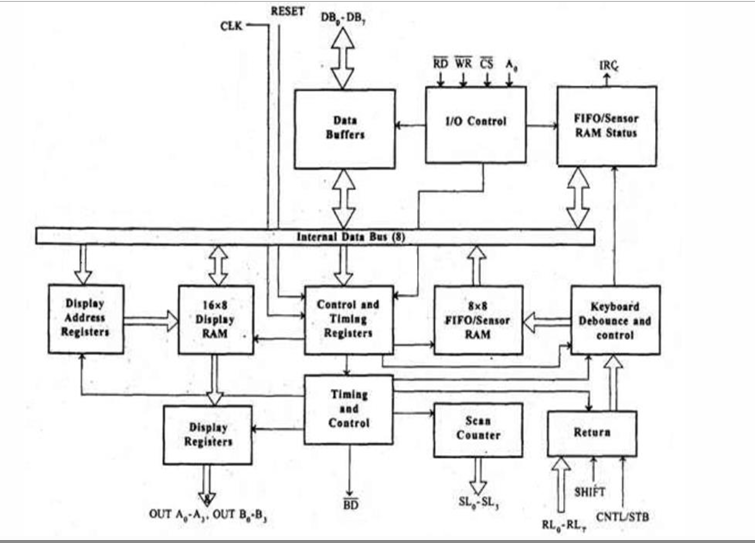 RESET
CLK
DB0-DB7
RD WR CS A0
IRQ
Data
Buffers
I/O Control
FIFO/Sensor
RAM Status
Internal Data Bus (8)
Display
Address
Registers
16×8
Display
RAM
Control and
Timing
Registers
8×8
FIFO/Sensor
RAM
Keyboard
Debounce and
control
Timing
and
Control
Display
Registers
Scan
Counter
Return
8
OUT A0-A3, OUT B0-B3
BD
SL0-SL3
SHIFT
RL0-RL7
CNTL/STB